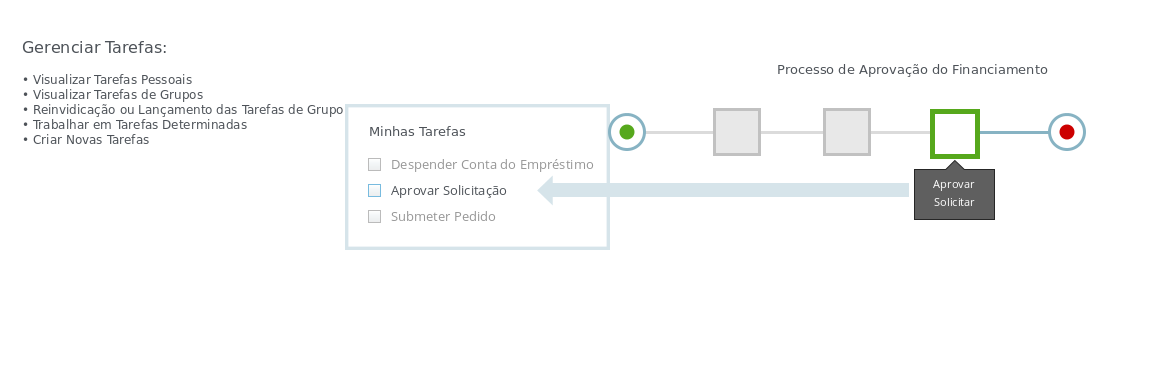 Gerenciar Tarefas:
• Visualizar Tarefas Pessoais
• Visualizar Tarefas de Grupos
• Reinvidicação ou Lançamento das Tarefas de Grupo
• Trabalhar em Tarefas Determinadas
• Criar Novas Tarefas
Processo de Aprovação do Financiamento
Minhas Tarefas
Despender Conta do Empréstimo
Aprovar Solicitação
Submeter Pedido
Aprovar
Solicitar